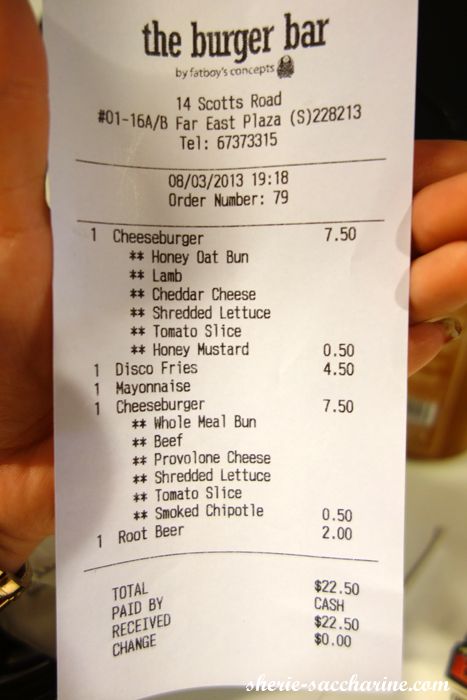 the burger bar
by fatboy's concepts
14 Scotts Road
#01-16A/B Far East Plaza (S)228213
Tel: 67373315
08/03/2013 19:18
Order Number: 79
1 Cheeseburger 7.50
** Honey Oat Bun
** Lamb
** Cheddar Cheese
** Shredded Lettuce
** Tomato Slice
** Honey Mustard 0.50
1 Disco Fries 4.50
1 Mayonnaise
1 Cheeseburger 7.50
** Whole Meal Bun
** Beef
** Provolone Cheese
** Shredded Lettuce
** Tomato Slice
** Smoked Chipotle 0.50
1 Root Beer 2.00
TOTAL $22.50
PAID BY CASH
RECEIVED $22.50
CHANGE $0.00
sherie-saccharine.com